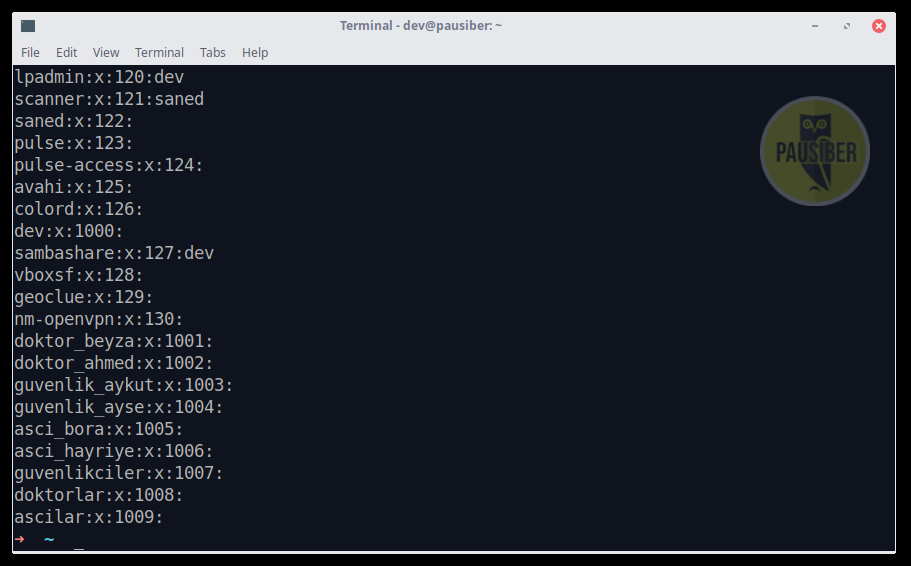 Terminal - dev@pausiber: ~
File Edit View Terminal Tabs Help
lpadmin:x:120:dev
scanner:x:121:saned
saned:x:122:
pulse:x:123:
pulse-access:x:124:
avahi:x:125:
colord:x:126:
dev:x:1000:
sambashare:x:127:dev
vboxsf:x:128:
geoclue:x:129:
nm-openvpn:x:130:
doktor_beyza:x:1001:
doktor_ahmed:x:1002:
guvenlik_aykut:x:1003:
guvenlik_ayse:x:1004:
asci_bora:x:1005:
asci_hayriye:x:1006:
guvenlikciler:x:1007:
doktorlar:x:1008:
ascilar:x:1009:
➜ ~ _
PAUSIBER